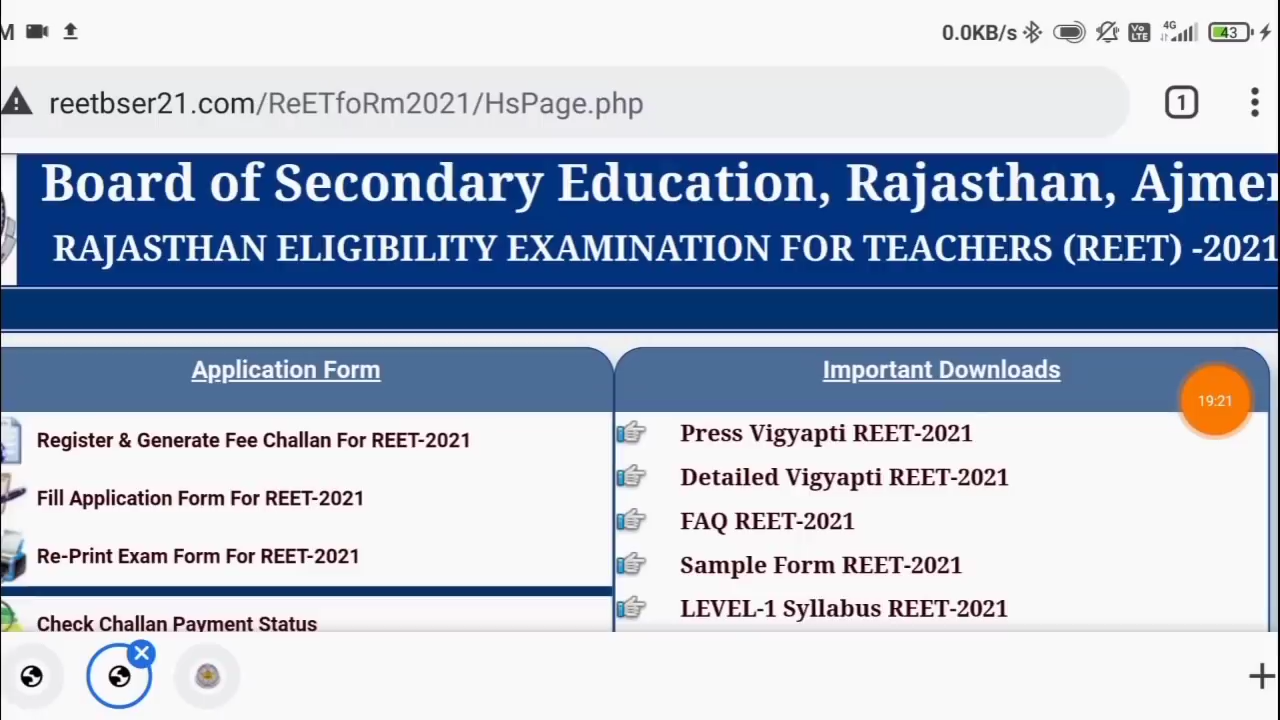 M 0.0KB/s Vo LTE 4G 43
reetbser21.com/ReETfoRm2021/HsPage.php 1
Board of Secondary Education, Rajasthan, Ajmer
RAJASTHAN ELIGIBILITY EXAMINATION FOR TEACHERS (REET) -2021
Application Form
Register & Generate Fee Challan For REET-2021
Fill Application Form For REET-2021
Re-Print Exam Form For REET-2021
Check Challan Payment Status
Important Downloads
19:21
Press Vigyapti REET-2021
Detailed Vigyapti REET-2021
FAQ REET-2021
Sample Form REET-2021
LEVEL-1 Syllabus REET-2021